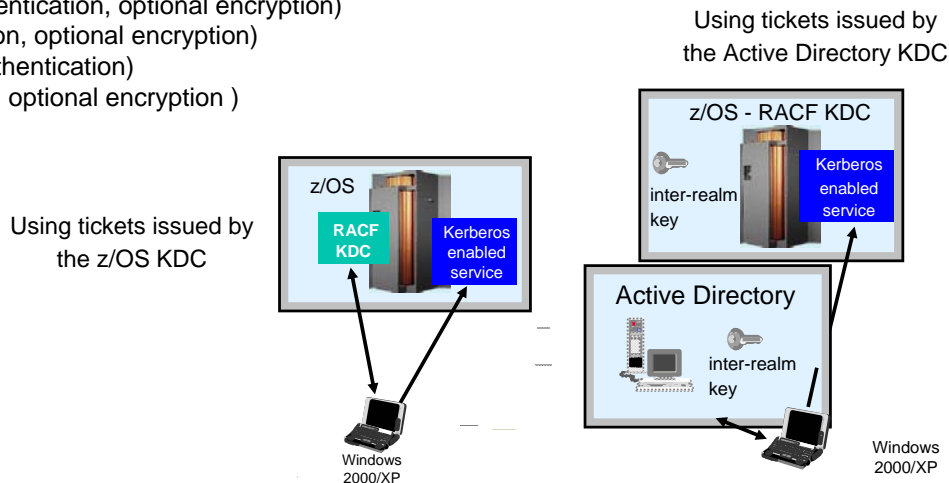 entication, optional encryption)
on, optional encryption)
thentication)
, optional encryption )
Using tickets issued by
the Active Directory KDC
Using tickets issued by
the z/OS KDC
z/OS
RACF
KDC
Kerberos
enabled
service
Windows
2000/XP
z/OS - RACF KDC
inter-realm
key
Kerberos
enabled
service
Active Directory
inter-realm
key
Windows
2000/XP